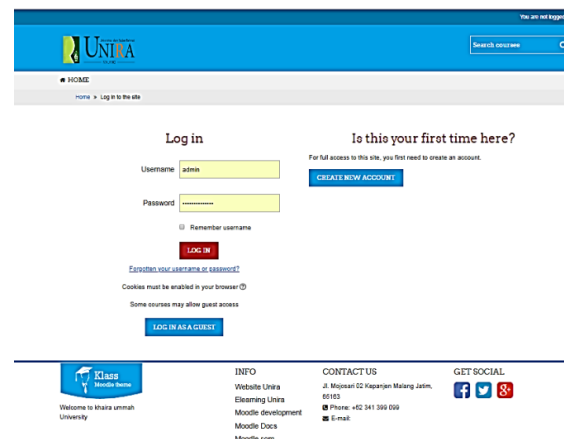 You are not logged
UNIRA
Search courses
HOME
Home » Log in to the site
Log in
Username admin
Password ••••••••••••••
Remember username
LOG IN
Forgotten your username or password?
Cookies must be enabled in your browser
Some courses may allow guest access
LOG IN AS A GUEST
Is this your first time here?
For full access to this site, you first need to create an account.
CREATE NEW ACCOUNT
Klass
Moodle theme
Welcome to khaira ummah
University
INFO
Website Unira
Elearning Unira
Moodle development
Moodle Docs
Moodle.com
CONTACT US
Jl. Mojosari 02 Kepanjen Malang Jatim,
65163
Phone: +62 341 399 099
E-mail:
GET SOCIAL